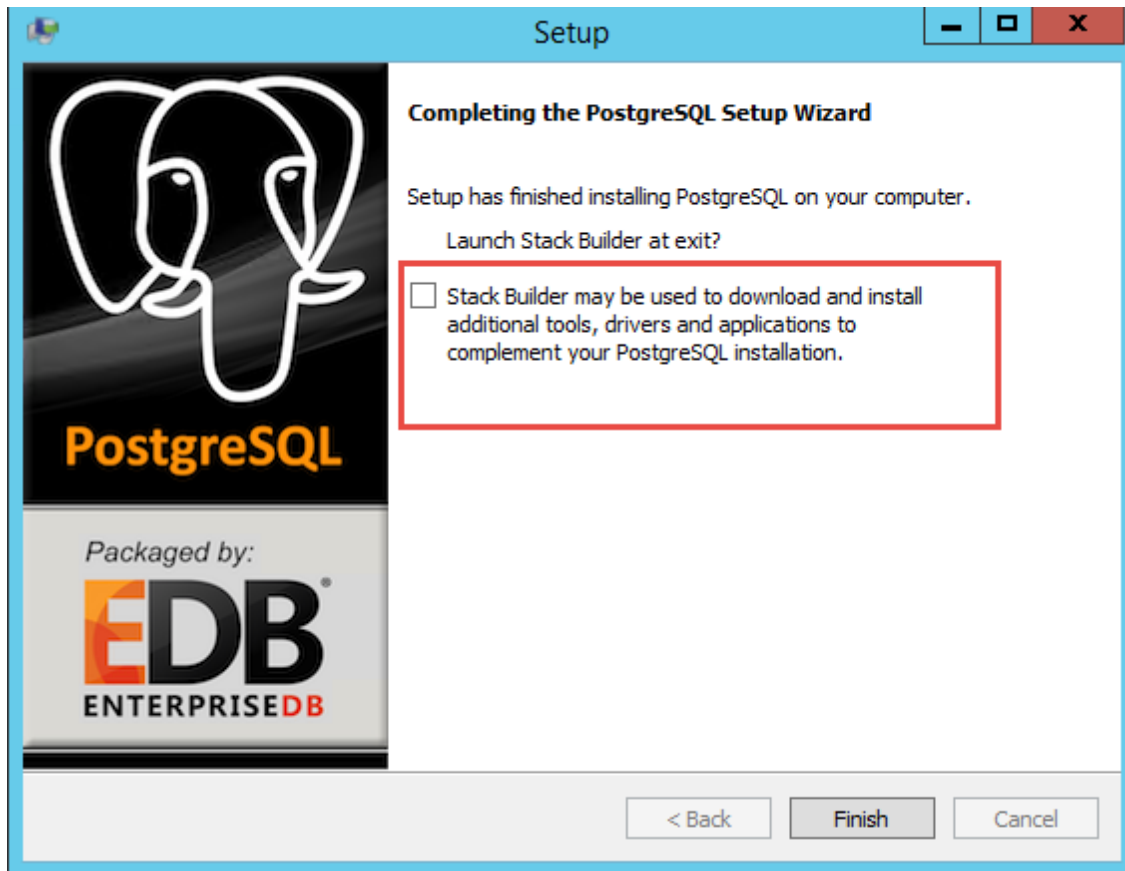 Setup
Completing the PostgreSQL Setup Wizard
Setup has finished installing PostgreSQL on your computer.
Launch Stack Builder at exit?
Stack Builder may be used to download and install
additional tools, drivers and applications to
complement your PostgreSQL installation.
PostgreSQL
Packaged by:
EDB®
ENTERPRISEDB
< Back
Finish
Cancel